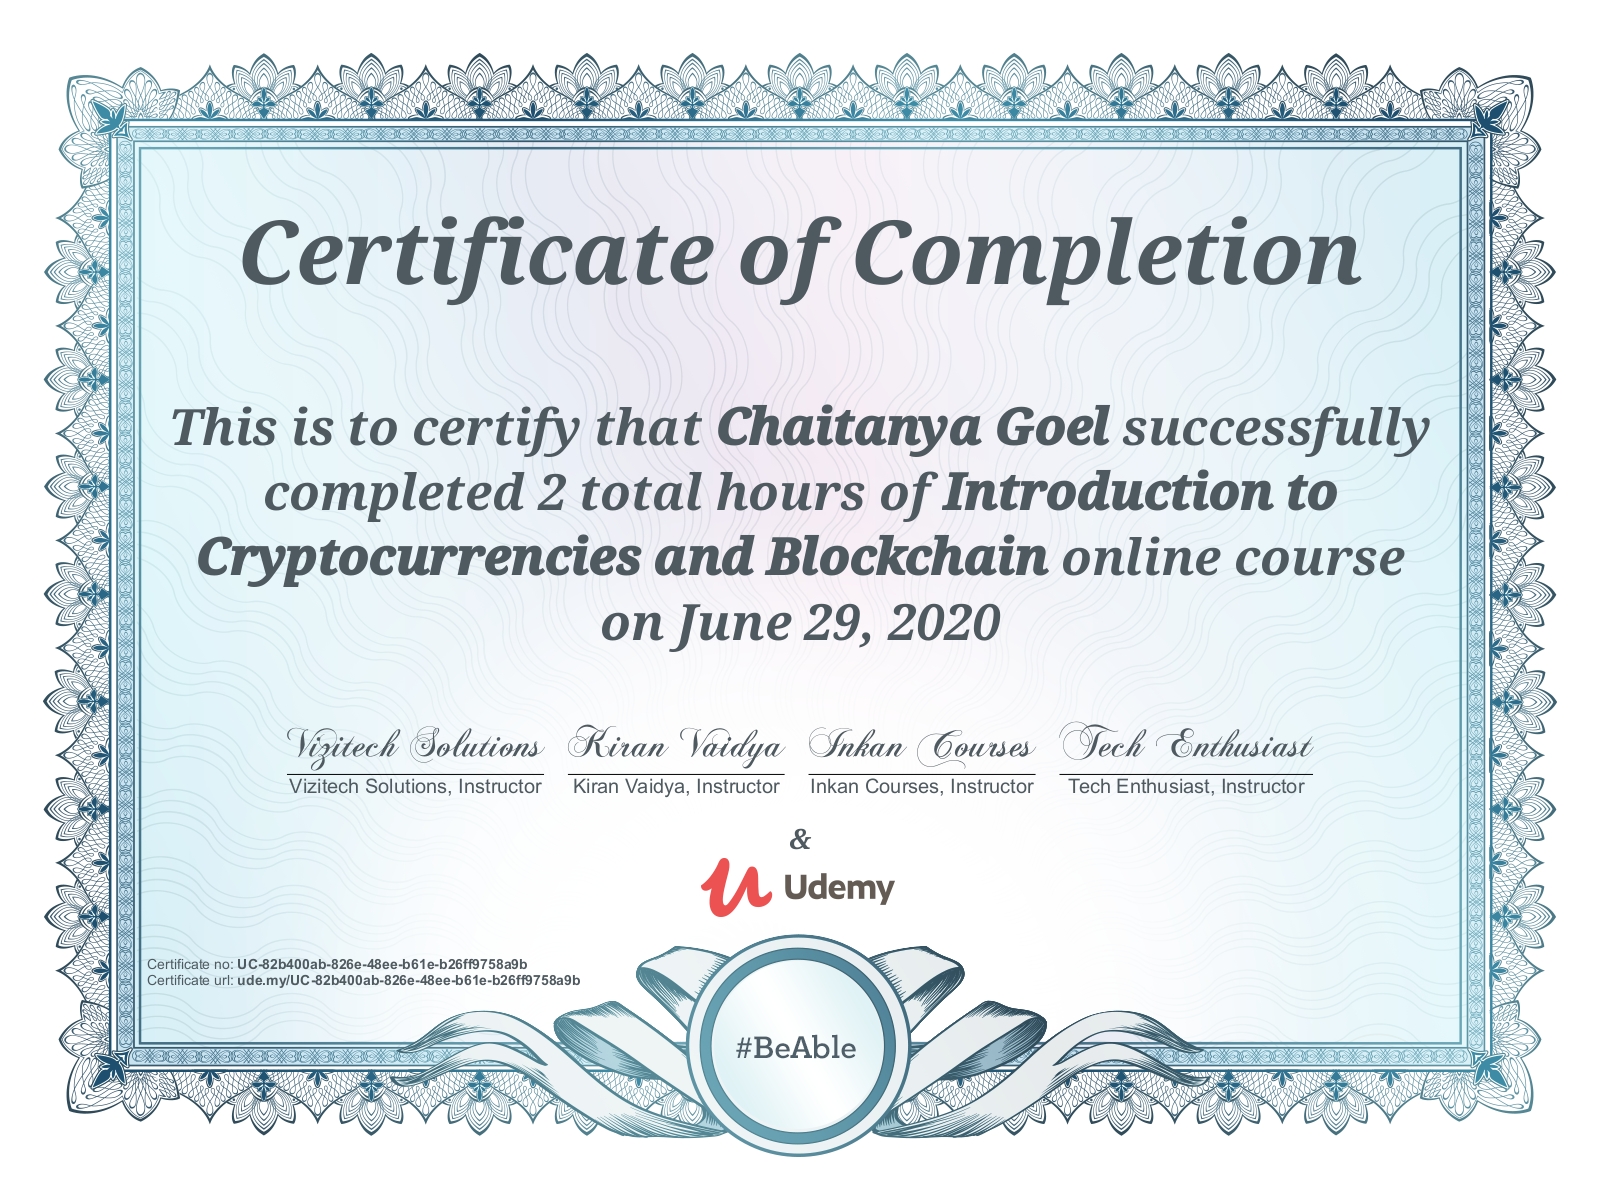 Certificate of Completion
This is to certify that Chaitanya Goel successfully
completed 2 total hours of Introduction to
Cryptocurrencies and Blockchain online course
on June 29, 2020
Vizitech Solutions Kiran Vaidya Inkan Courses Tech Enthusiast
Vizitech Solutions, Instructor Kiran Vaidya, Instructor Inkan Courses, Instructor Tech Enthusiast, Instructor
&
Udemy
Certificate no: UC-82b400ab-826e-48ee-b61e-b26ff9758a9b
Certificate url: ude.my/UC-82b400ab-826e-48ee-b61e-b26ff9758a9b
#BeAble